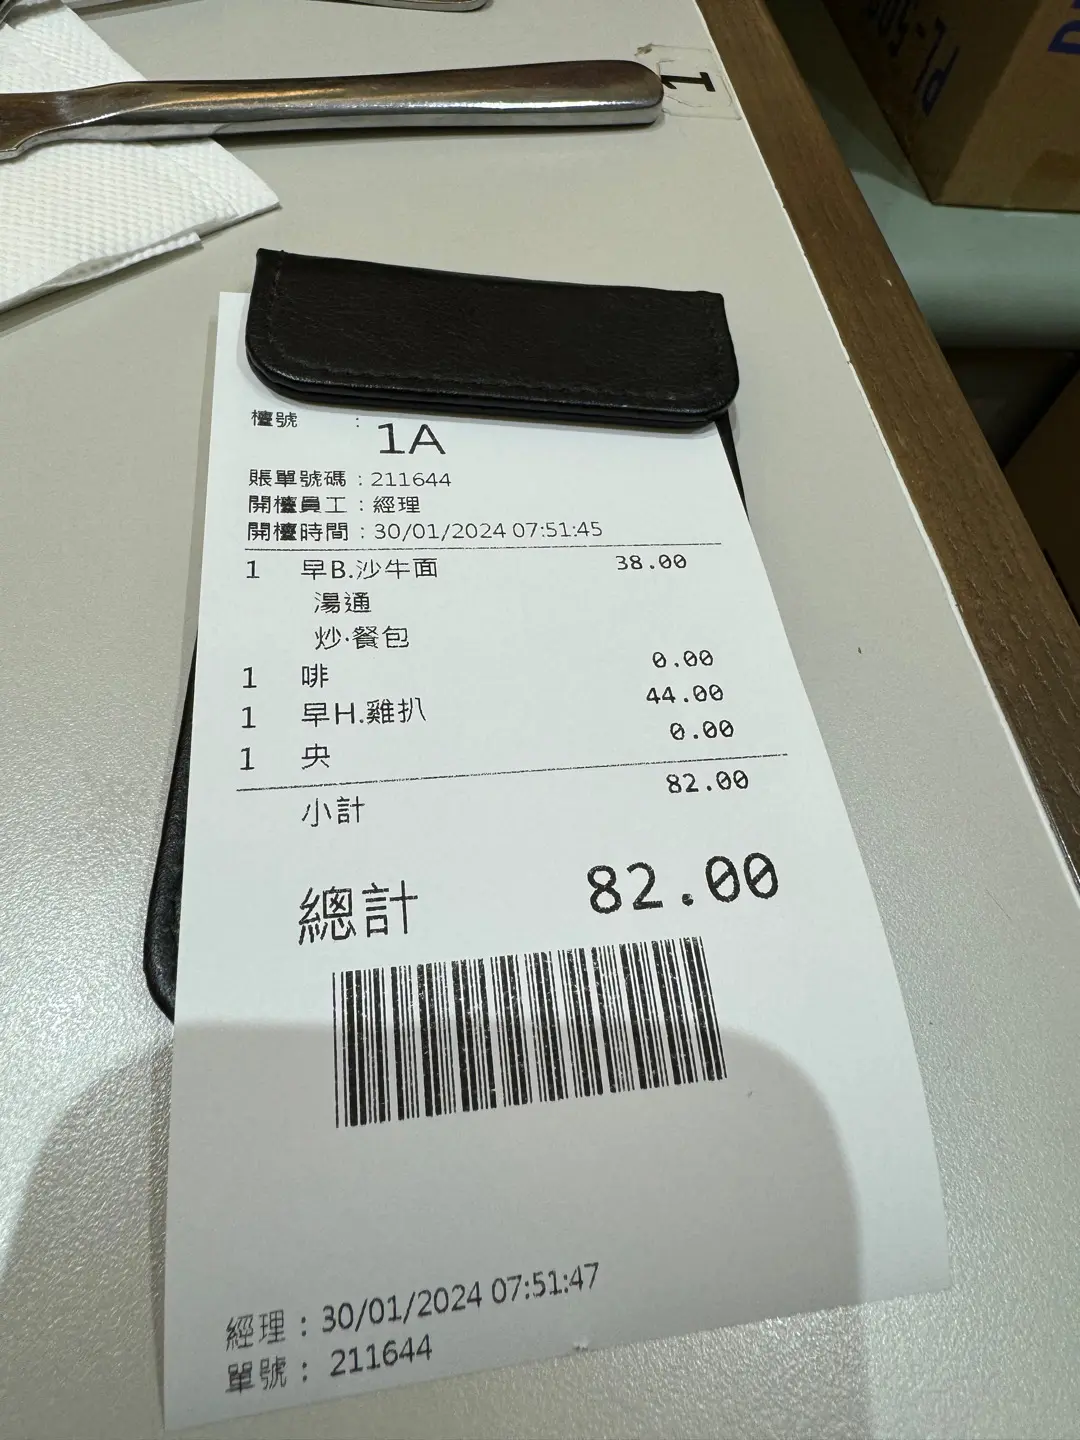 檯號 : 1A
賬單號碼 : 211644
開檯員工 : 經理
開檯時間 : 30/01/2024 07:51:45
1 早B.沙牛面 38.00
湯通
炒·餐包
1 啡 0.00
1 早H.雞扒 44.00
1 央 0.00
小計 82.00
總計 82.00
經理 : 30/01/2024 07:51:47
單號 : 211644
1